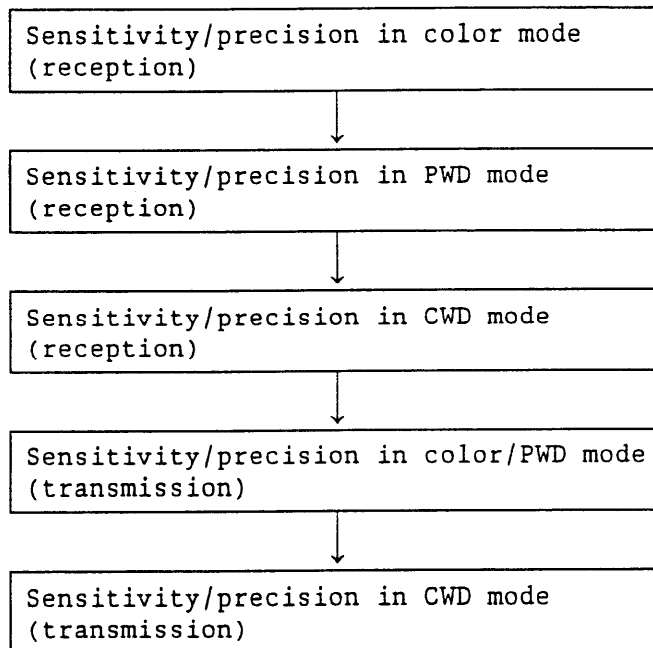 Sensitivity/precision in color mode
(reception)
Sensitivity/precision in PWD mode
(reception)
Sensitivity/precision in CWD mode
(reception)
Sensitivity/precision in color/PWD mode
(transmission)
Sensitivity/precision in CWD mode
(transmission)